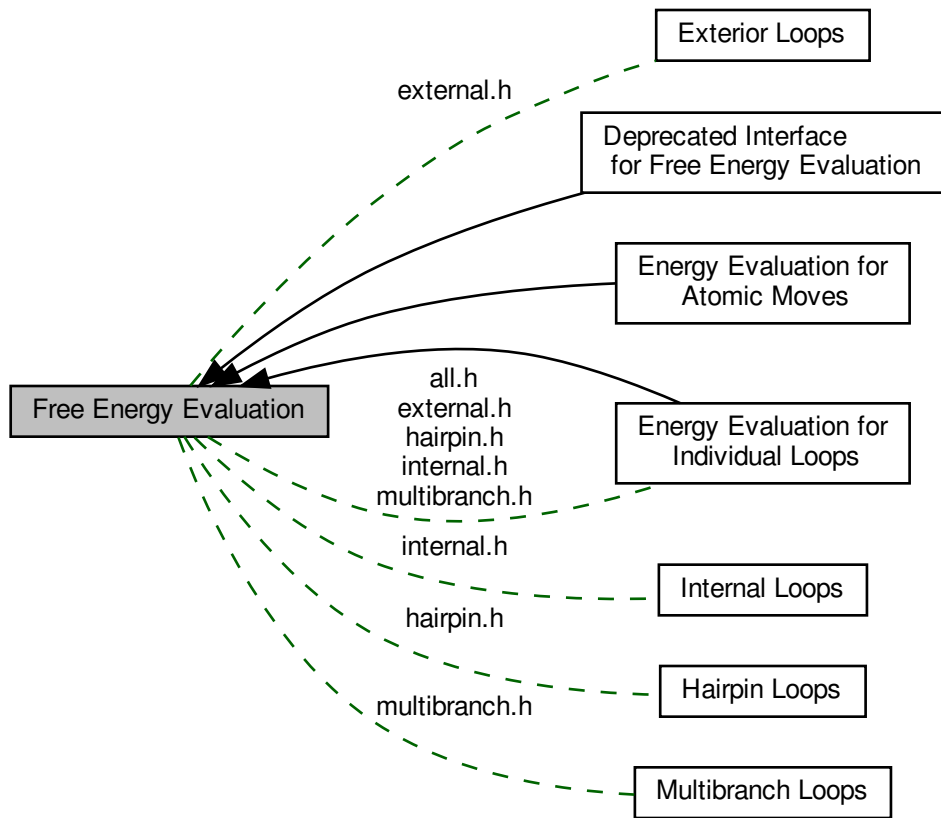 Exterior Loops
external.h
Deprecated Interface
for Free Energy Evaluation
Energy Evaluation for
Atomic Moves
Free Energy Evaluation
all.h
external.h
hairpin.h
internal.h
multibranch.h
Energy Evaluation for
Individual Loops
internal.h
Internal Loops
hairpin.h
Hairpin Loops
multibranch.h
Multibranch Loops